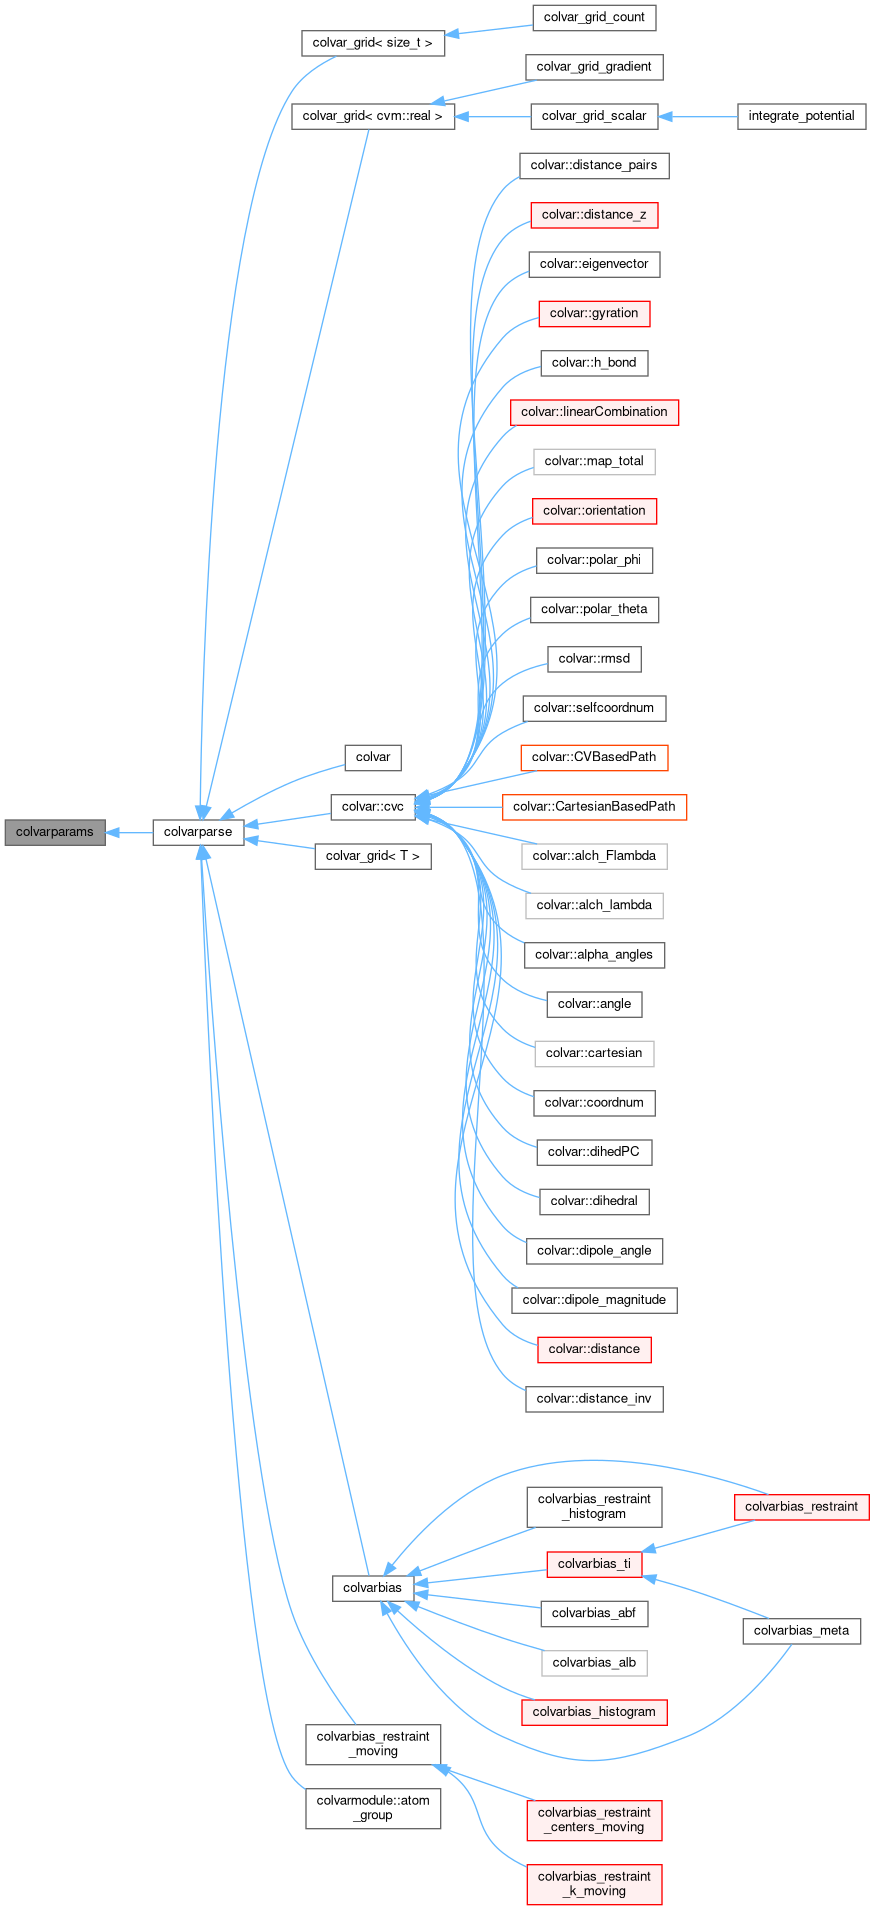 colvar_grid_count
colvar_grid< size_t >
colvar_grid_gradient
colvar_grid< cvm::real >
colvar_grid_scalar
integrate_potential
colvar::distance_pairs
colvar::distance_z
colvar::eigenvector
colvar::gyration
colvar::h_bond
colvar::linearCombination
colvar::map_total
colvar::orientation
colvar::polar_phi
colvar::polar_theta
colvar::rmsd
colvar::selfcoordnum
colvar
colvar::CVBasedPath
colvar::cvc
colvar::CartesianBasedPath
colvarparams
colvarparse
colvar_grid< T >
colvar::alch_Flambda
colvar::alch_lambda
colvar::alpha_angles
colvar::angle
colvar::cartesian
colvar::coordnum
colvar::dihedPC
colvar::dihedral
colvar::dipole_angle
colvar::dipole_magnitude
colvar::distance
colvar::distance_inv
colvarbias_restraint
_histogram
colvarbias_restraint
colvarbias_ti
colvarbias
colvarbias_abf
colvarbias_meta
colvarbias_alb
colvarbias_histogram
colvarbias_restraint
_moving
colvarmodule::atom
_group
colvarbias_restraint
_centers_moving
colvarbias_restraint
_k_moving